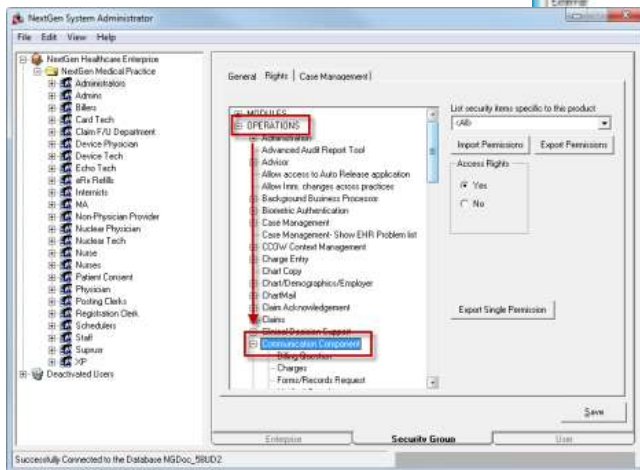 External
NextGen System Administrator
File Edit View Help
NextGen Healthcare Enterprise
NextGen Medical Practice
Administrators
Admins
Billers
Card Tech
Claim F/U Department
Device Physician
Device Tech
Echo Tech
eRx Refills
Internists
MA
Non-Physician Provider
Nuclear Physician
Nuclear Tech
Nurse
Nurses
Patient Consent
Physician
Posting Clerks
Registration Clerk
Schedulers
Staff
XP
Deactivated Users
General Rights Case Management
MODULES
OPERATIONS
Administration
Advanced Audit Report Tool
Advisor
Allow access to Auto Release application
Allow Imm. changes across practices
Background Business Processor
Biometric Authentication
Case Management
Case Management- Show EHR Problem list
CCOW Context Management
Charge Entry
Chart Copy
Chart/Demographics/Employer
ChartMail
Claim Acknowledgement
Claims
Clinical Decision Support
Communication Component
Billing Question
Charges
Forms/Records Request
List security items specific to this product
<All>
Import Permissions Export Permissions
Access Rights
Yes
No
Export Single Permission
Save
Enterprise Security Group User
Successfully Connected to the Database NGDoc_58UD2